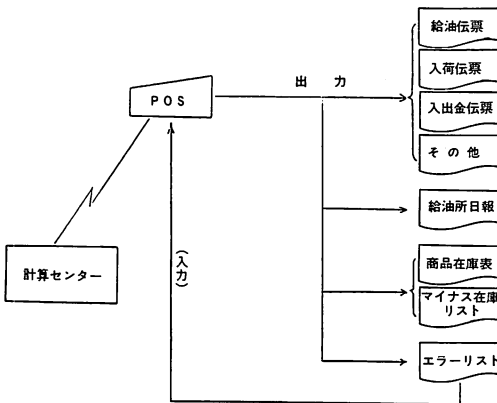 給油伝票
入荷伝票
入出金伝票
その他
出力
POS
給油所日報
(入力)
計算センター
商品在庫表
マイナス在庫
リスト
エラーリスト